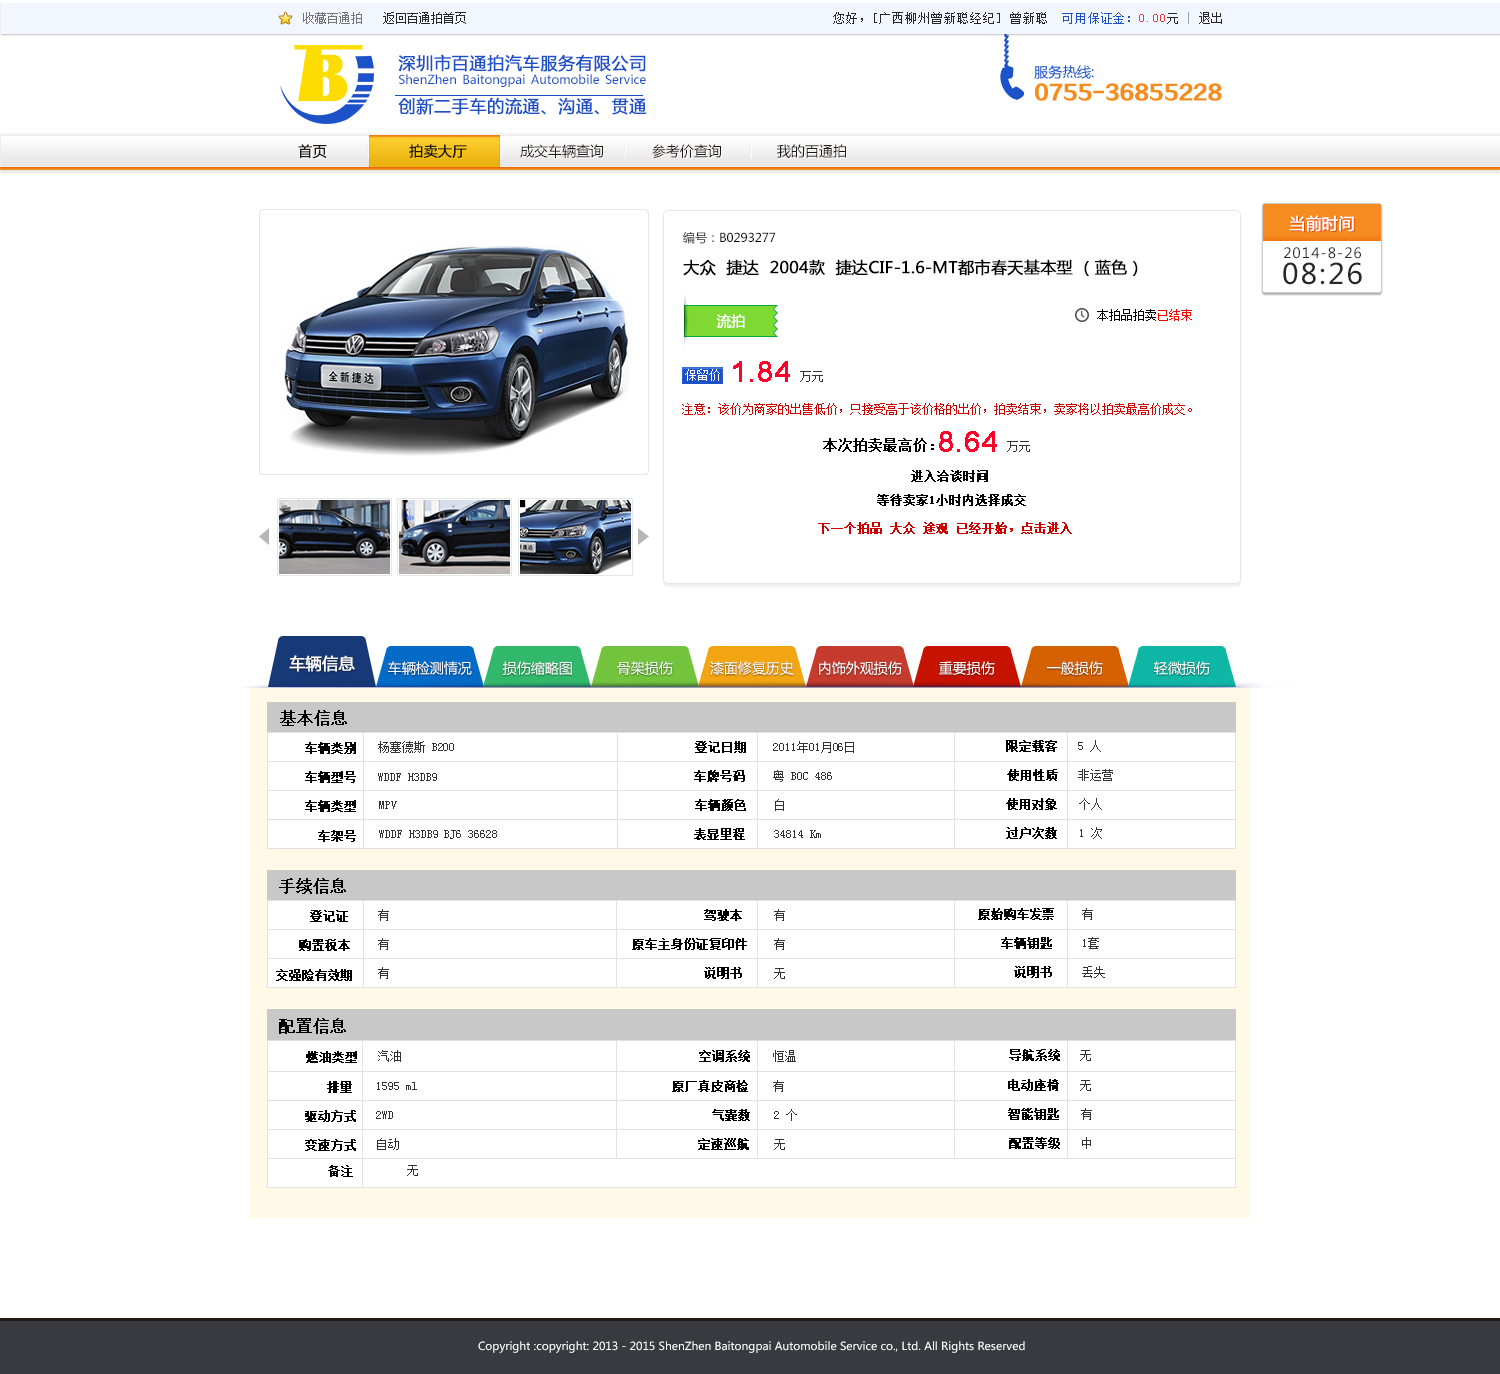 收藏百通拍 返回百通拍首页 您好，[广西柳州曾新聪经纪] 曾新聪 可用保证金：0.00元 | 退出
B
深圳市百通拍汽车服务有限公司
ShenZhen Baitongpai Automobile Service
创新二手车的流通、沟通、贯通
服务热线:
0755-36855228
首页 拍卖大厅 成交车辆查询 参考价查询 我的百通拍
当前时间
2014-8-26
08:26
全新捷达
编号：B0293277
大众 捷达 2004款 捷达CIF-1.6-MT都市春天基本型 （ 蓝色 ）
流拍 本拍品拍卖已结束
保留价 1.84 万元
注意：该价为商家的出售低价，只接受高于该价格的出价，拍卖结束，卖家将以拍卖最高价成交。
本次拍卖最高价：8.64 万元
进入洽谈时间
等待卖家1小时内选择成交
下一个拍品 大众 途观 已经开始，点击进入
车辆信息 车辆检测情况 损伤缩略图 骨架损伤 漆面修复历史 内饰外观损伤 重要损伤 一般损伤 轻微损伤
基本信息
车辆类别 杨塞德斯 B200 登记日期 2011年01月06日 限定载客 5 人
车辆型号 WDDF H3DB9 车牌号码 粤 BOC 486 使用性质 非运营
车辆类型 MPV 车辆颜色 白 使用对象 个人
车架号 WDDF H3DB9 BJ6 36628 表显里程 34814 Km 过户次数 1 次
手续信息
登记证 有 驾驶本 有 原始购车发票 有
购置税本 有 原车主身份证复印件 有 车辆钥匙 1套
交强险有效期 有 说明书 无 说明书 丢失
配置信息
燃油类型 汽油 空调系统 恒温 导航系统 无
排量 1595 ml 原厂真皮商检 有 电动座椅 无
驱动方式 2WD 气囊数 2 个 智能钥匙 有
变速方式 自动 定速巡航 无 配置等级 中
备注 无
Copyright :copyright: 2013 - 2015 ShenZhen Baitongpai Automobile Service co., Ltd. All Rights Reserved